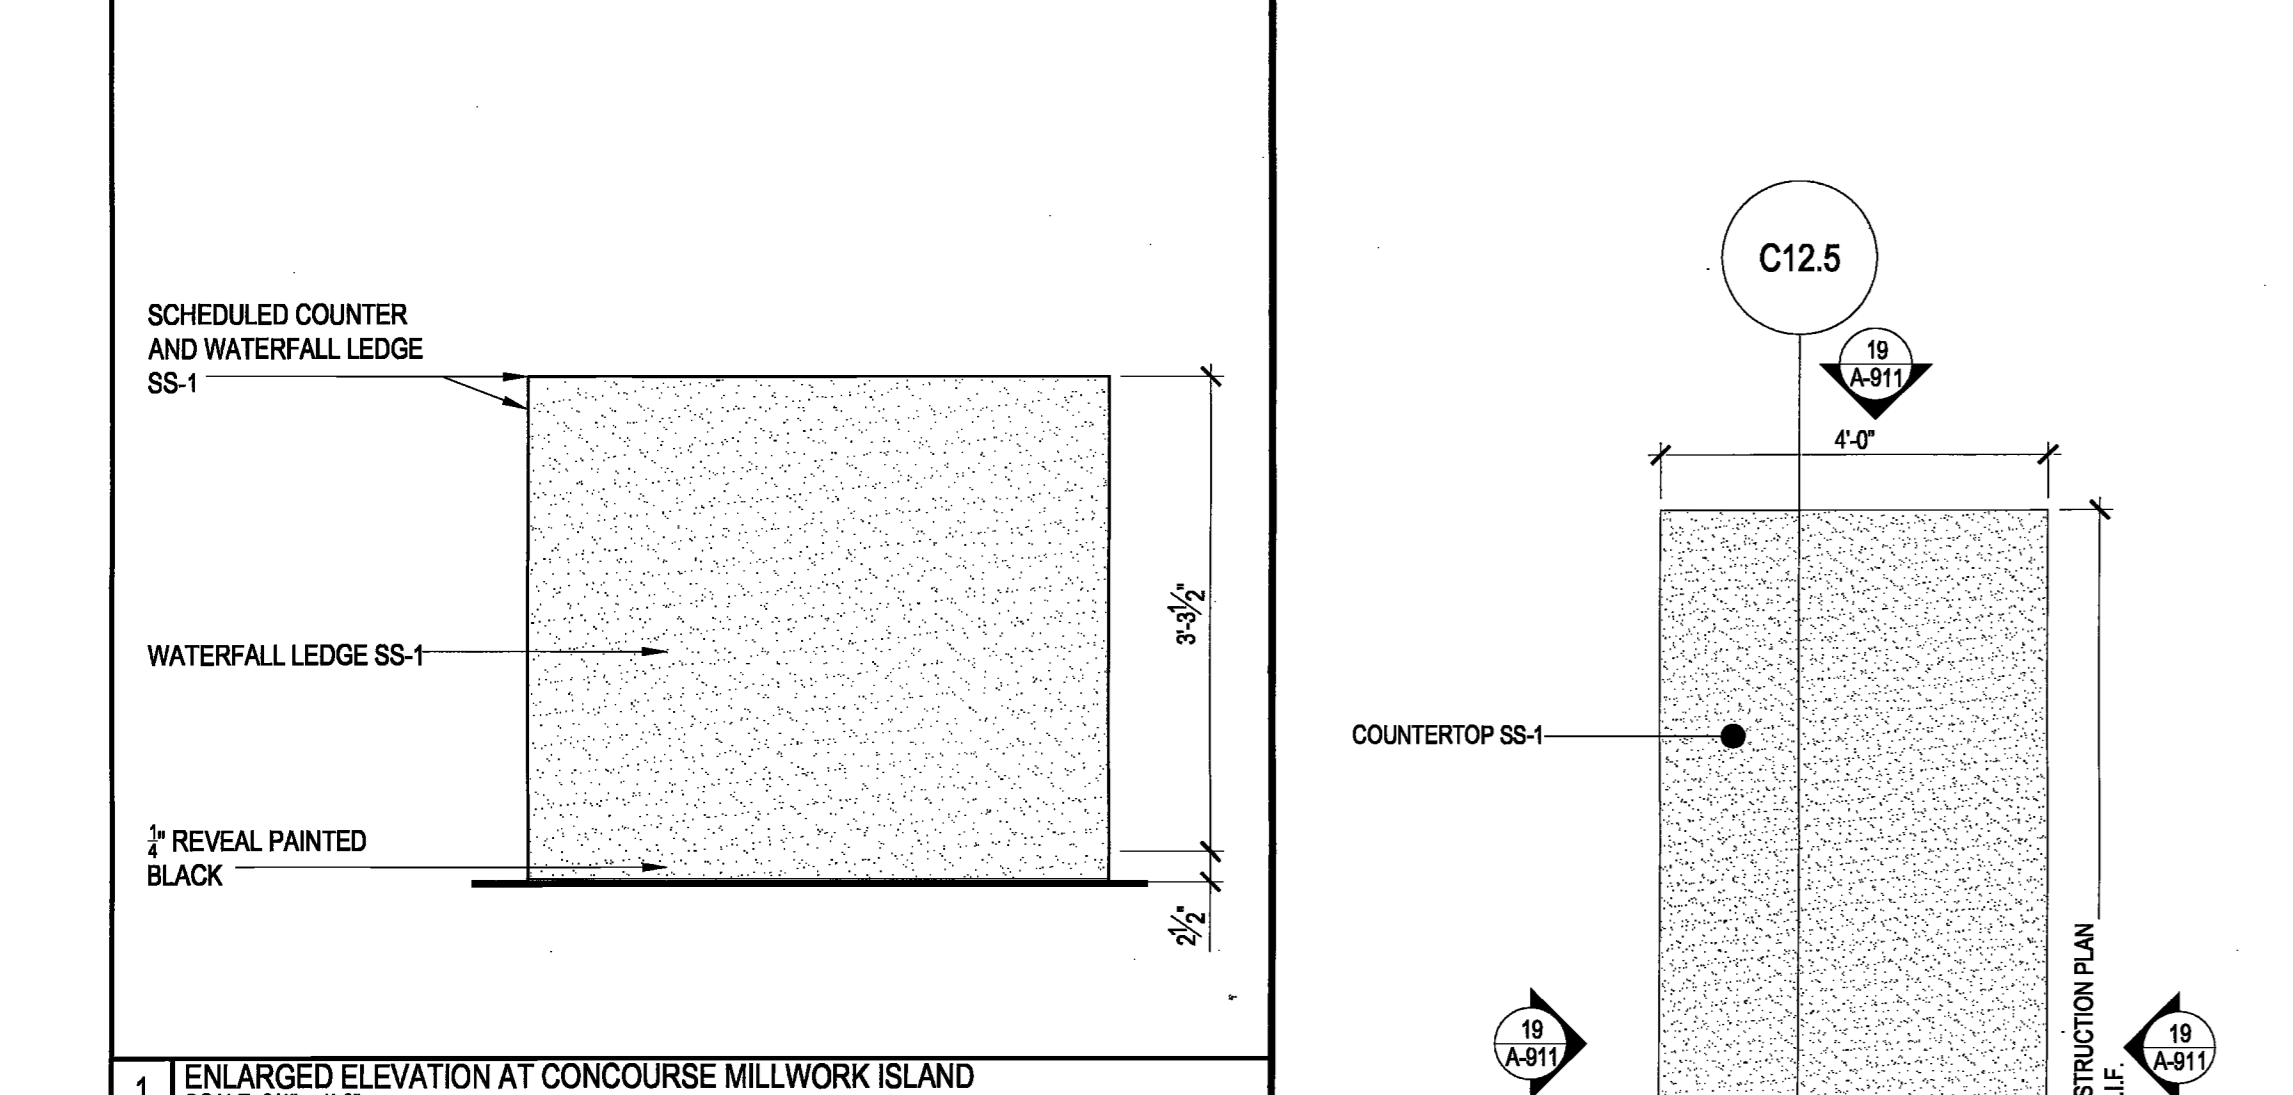 SCHEDULED COUNTER
AND WATERFALL LEDGE
SS-1
WATERFALL LEDGE SS-1
1/4" REVEAL PAINTED
BLACK
3'-3 1/2"
2 1/2"
1
ENLARGED ELEVATION AT CONCOURSE MILLWORK ISLAND
C12.5
19
A-911
4'-0"
COUNTERTOP SS-1
19
A-911
STRUCTION PLAN
.I.F.
19
A-911